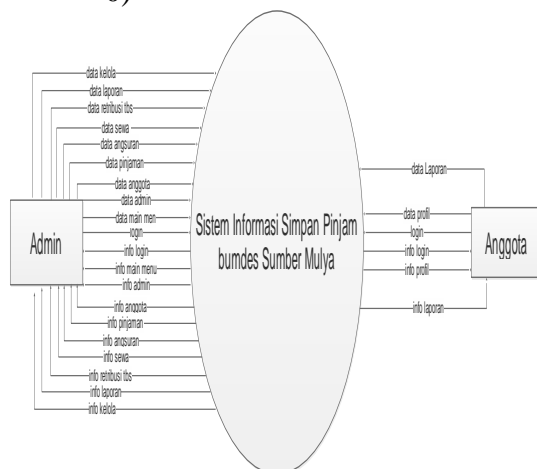 data kelola
data laporan
data retribusi tbs
data sewa
data angsuran
data pinjaman
data anggota
data admin
data main men
login
info login
info main menu
info admin
info anggota
info pinjaman
info angsuran
info sewa
info retribusi tbs
info laporan
info kelola
Admin
Sistem Informasi Simpan Pinjam
bumdes Sumber Mulya
data Laporan
data profil
login
info login
info profil
info laporan
Anggota